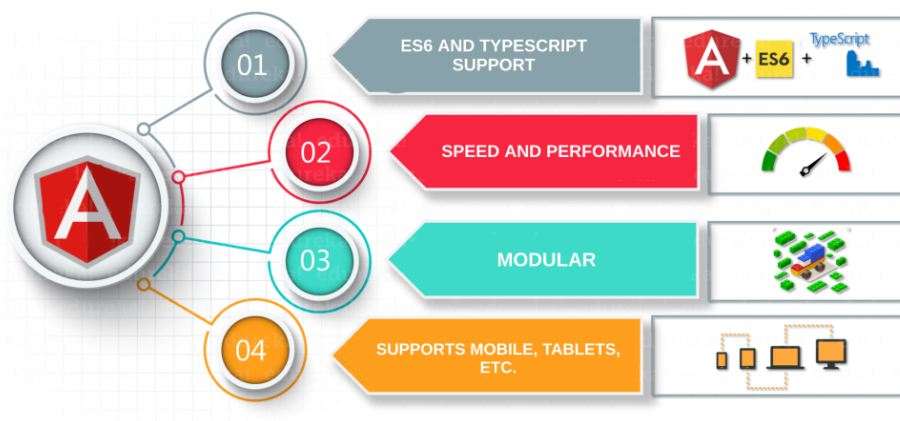 01
ES6 AND TYPESCRIPT
SUPPORT
A + ES6 +
TypeScript
02
SPEED AND PERFORMANCE
A
03
MODULAR
04
SUPPORTS MOBILE, TABLETS,
ETC.